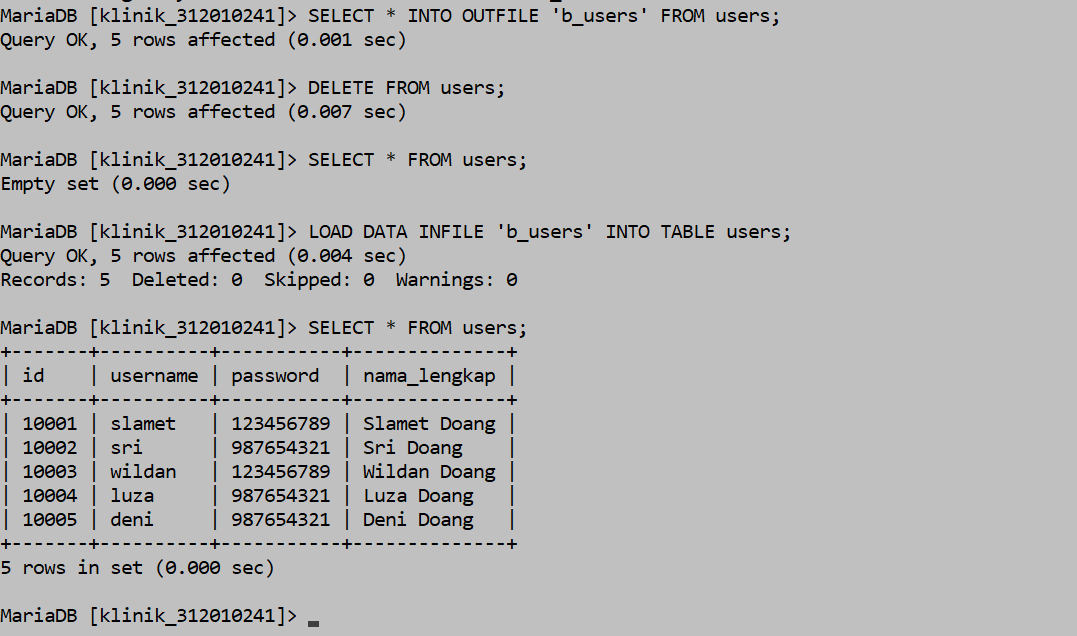 MariaDB [klinik_312010241]> SELECT * INTO OUTFILE 'b_users' FROM users;
Query OK, 5 rows affected (0.001 sec)
MariaDB [klinik_312010241]> DELETE FROM users;
Query OK, 5 rows affected (0.007 sec)
MariaDB [klinik_312010241]> SELECT * FROM users;
Empty set (0.000 sec)
MariaDB [klinik_312010241]> LOAD DATA INFILE 'b_users' INTO TABLE users;
Query OK, 5 rows affected (0.004 sec)
Records: 5  Deleted: 0  Skipped: 0  Warnings: 0
MariaDB [klinik_312010241]> SELECT * FROM users;
+-------+----------+-----------+--------------+
| id    | username | password  | nama_lengkap |
+-------+----------+-----------+--------------+
| 10001 | slamet   | 123456789 | Slamet Doang |
| 10002 | sri      | 987654321 | Sri Doang    |
| 10003 | wildan   | 123456789 | Wildan Doang |
| 10004 | luza     | 987654321 | Luza Doang   |
| 10005 | deni     | 987654321 | Deni Doang   |
+-------+----------+-----------+--------------+
5 rows in set (0.000 sec)
MariaDB [klinik_312010241]> _